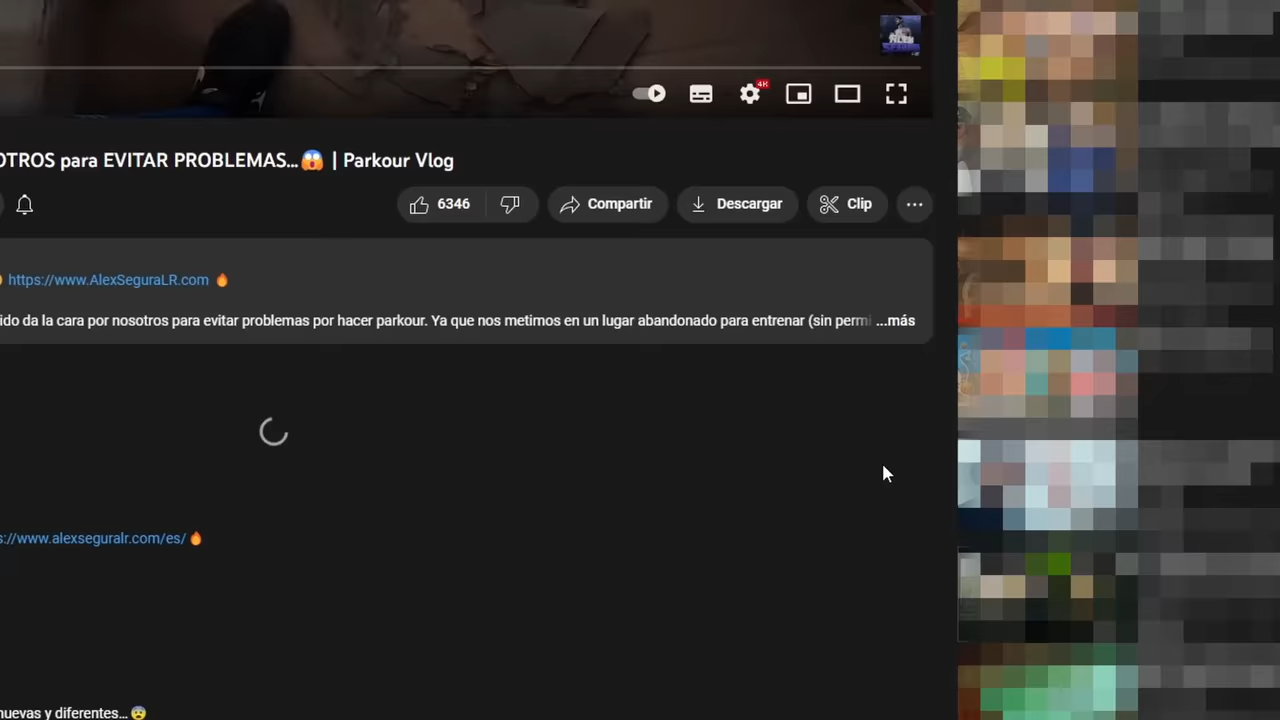 4K
OTROS para EVITAR PROBLEMAS...😱 | Parkour Vlog
6346
Compartir
Descargar
Clip
https://www.AlexSeguraLR.com 🔥
ido da la cara por nosotros para evitar problemas por hacer parkour. Ya que nos metimos en un lugar abandonado para entrenar (sin permi ...más
s://www.alexseguralr.com/es/🔥
nuevas y diferentes...😨